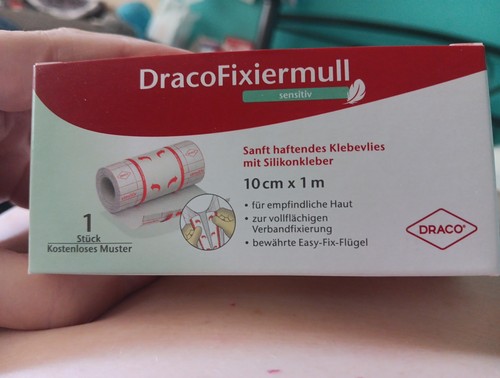 DracoFixiermull
sensitiv
Sanft haftendes Klebevlies
mit Silikonkleber
10 cm x 1 m
• für empfindliche Haut
• zur vollflächigen
Verbandfixierung
• bewährte Easy-Fix-Flügel
1
Stück
Kostenloses Muster
DRACO®